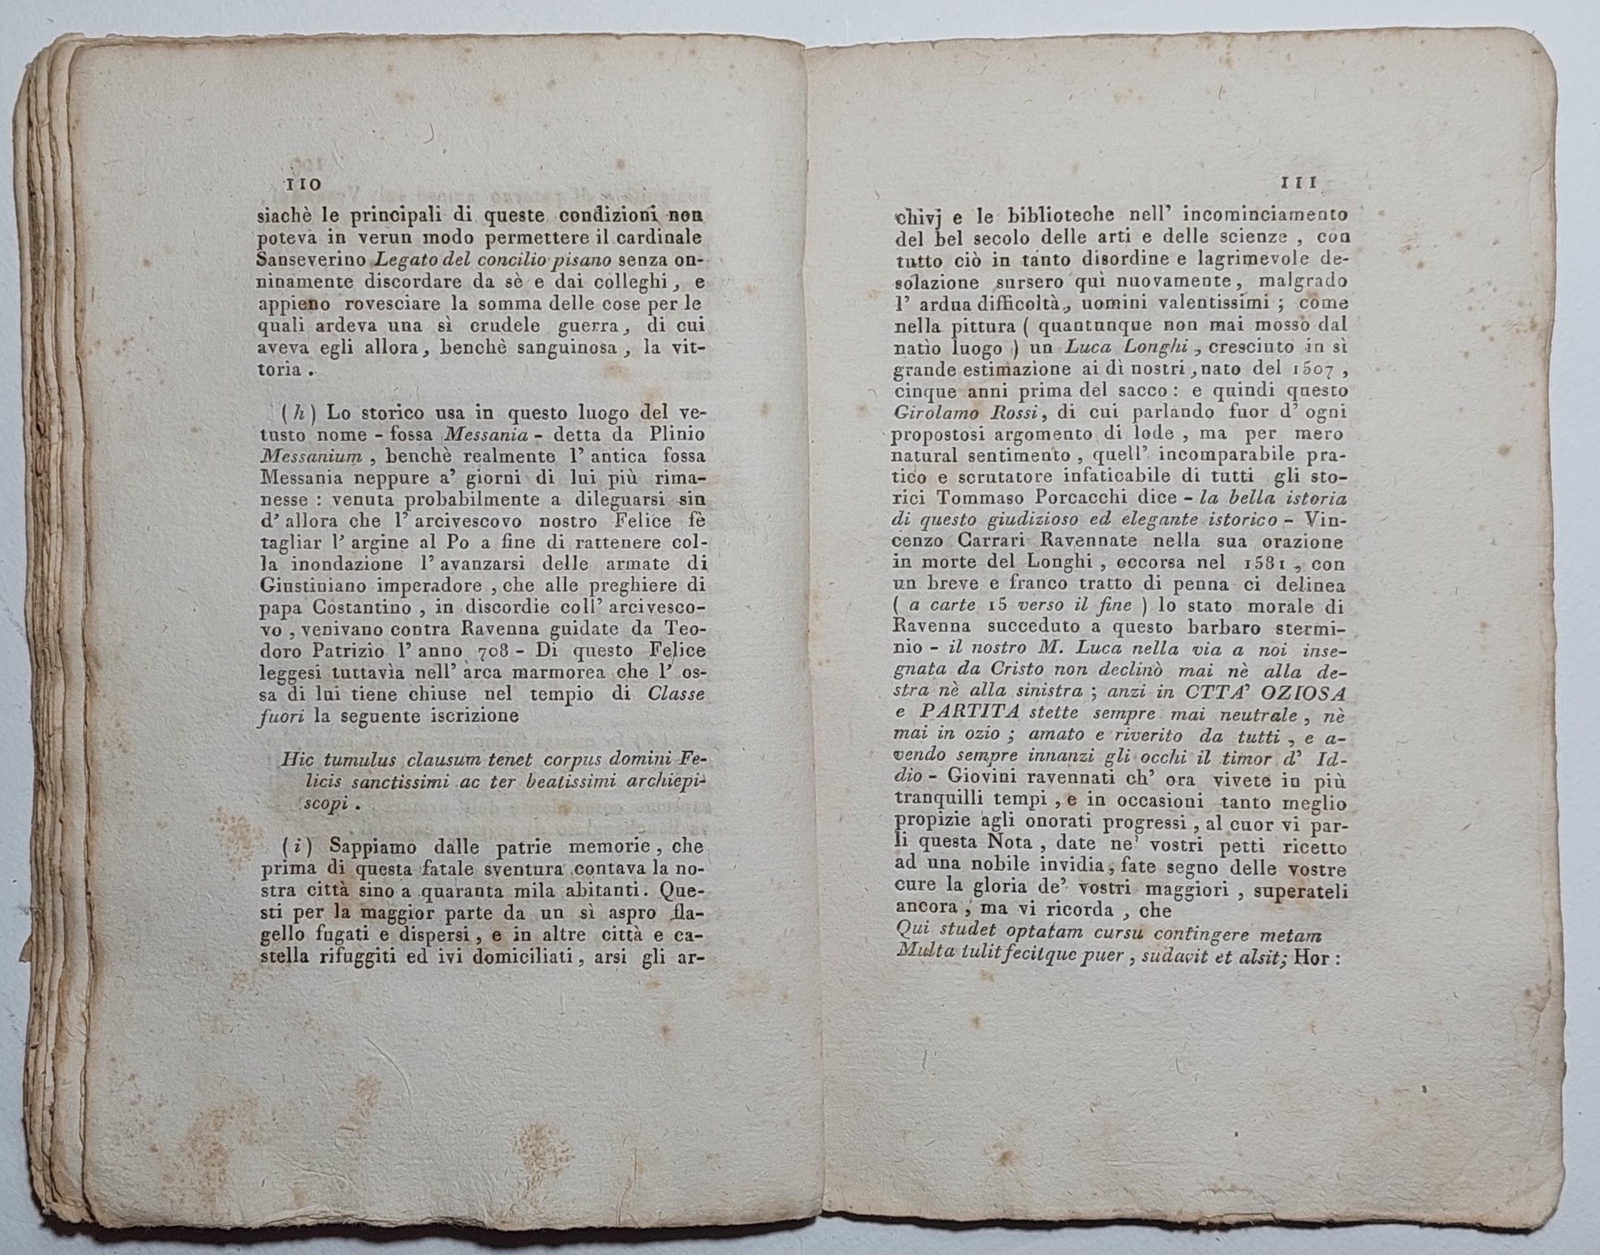 110
siachè le principali di queste condizioni non
poteva in verun modo permettere il cardinale
Sanseverino Legato del concilio pisano senza on-
ninamente discordare da sè e dai colleghi, e
appieno rovesciare la somma delle cose per le
quali ardeva una sì crudele guerra, di cui
aveva egli allora, benchè sanguinosa, la vit-
toria.
(h) Lo storico usa in questo luogo del ve-
tusto nome - fossa Messania - detta da Plinio
Messanium, benchè realmente l' antica fossa
Messania neppure a' giorni di lui più rima-
nesse: venuta probabilmente a dileguarsi sin
d' allora che l' arcivescovo nostro Felice fè
tagliar l' argine al Po a fine di rattenere col-
la inondazione l' avanzarsi delle armate di
Giustiniano imperadore, che alle preghiere di
papa Costantino, in discordie coll' arcivesco-
vo, venivano contra Ravenna guidate da Teo-
doro Patrizio l' anno 708 - Di questo Felice
leggesi tuttavìa nell' arca marmorea che l' os-
sa di lui tiene chiuse nel tempio di Classe
fuori la seguente iscrizione
Hic tumulus clausum tenet corpus domini Fe-
licis sanctissimi ac ter beatissimi archiepi-
scopi.
(i) Sappiamo dalle patrie memorie, che
prima di questa fatale sventura contava la no-
stra città sino a quaranta mila abitanti. Que-
sti per la maggior parte da un sì aspro fla-
gello fugati e dispersi, e in altre città e ca-
stella rifuggiti ed ivi domiciliati, arsi gli ar-
111
chivj e le biblioteche nell' incominciamento
del bel secolo delle arti e delle scienze, con
tutto ciò in tanto disordine e lagrimevole de-
solazione sursero quì nuovamente, malgrado
l' ardua difficoltà, uomini valentissimi; come
nella pittura (quantunque non mai mosso dal
natìo luogo) un Luca Longhi, cresciuto in sì
grande estimazione ai dì nostri, nato del 1507,
cinque anni prima del sacco: e quindi questo
Girolamo Rossi, di cui parlando fuor d' ogni
propostosi argomento di lode, ma per mero
natural sentimento, quell' incomparabile pra-
tico e scrutatore infaticabile di tutti gli sto-
rici Tommaso Porcacchi dice - la bella istoria
di questo giudizioso ed elegante istorico - Vin-
cenzo Carrari Ravennate nella sua orazione
in morte del Longhi, occorsa nel 1581, con
un breve e franco tratto di penna ci delinea
(a carte 15 verso il fine) lo stato morale di
Ravenna succeduto a questo barbaro stermi-
nio - il nostro M. Luca nella via a noi inse-
gnata da Cristo non declinò mai nè alla de-
stra nè alla sinistra; anzi in CTTA' OZIOSA
e PARTITA stette sempre mai neutrale, nè
mai in ozio; amato e riverito da tutti, e a-
vendo sempre innanzi gli occhi il timor d' Id-
dio - Giovini ravennati ch' ora vivete in più
tranquilli tempi, e in occasioni tanto meglio
propizie agli onorati progressi, al cuor vi par-
li questa Nota, date ne' vostri petti ricetto
ad una nobile invidia, fate segno delle vostre
cure la gloria de' vostri maggiori, superateli
ancora, ma vi ricorda, che
Qui studet optatam cursu contingere metam
Multa tulit fecitque puer, sudavit et alsit; Hor: